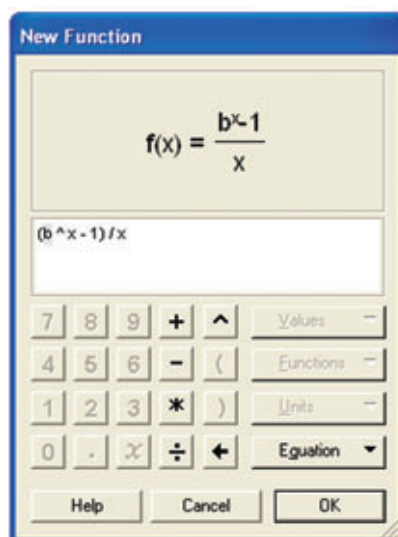 New Function
f(x) = (bˣ-1)/x
(b ^ x - 1) / x
7 8 9 + ^ Values
4 5 6 - ( Functions
1 2 3 * ) Units
0 . x ÷ ← Equation
Help Cancel OK